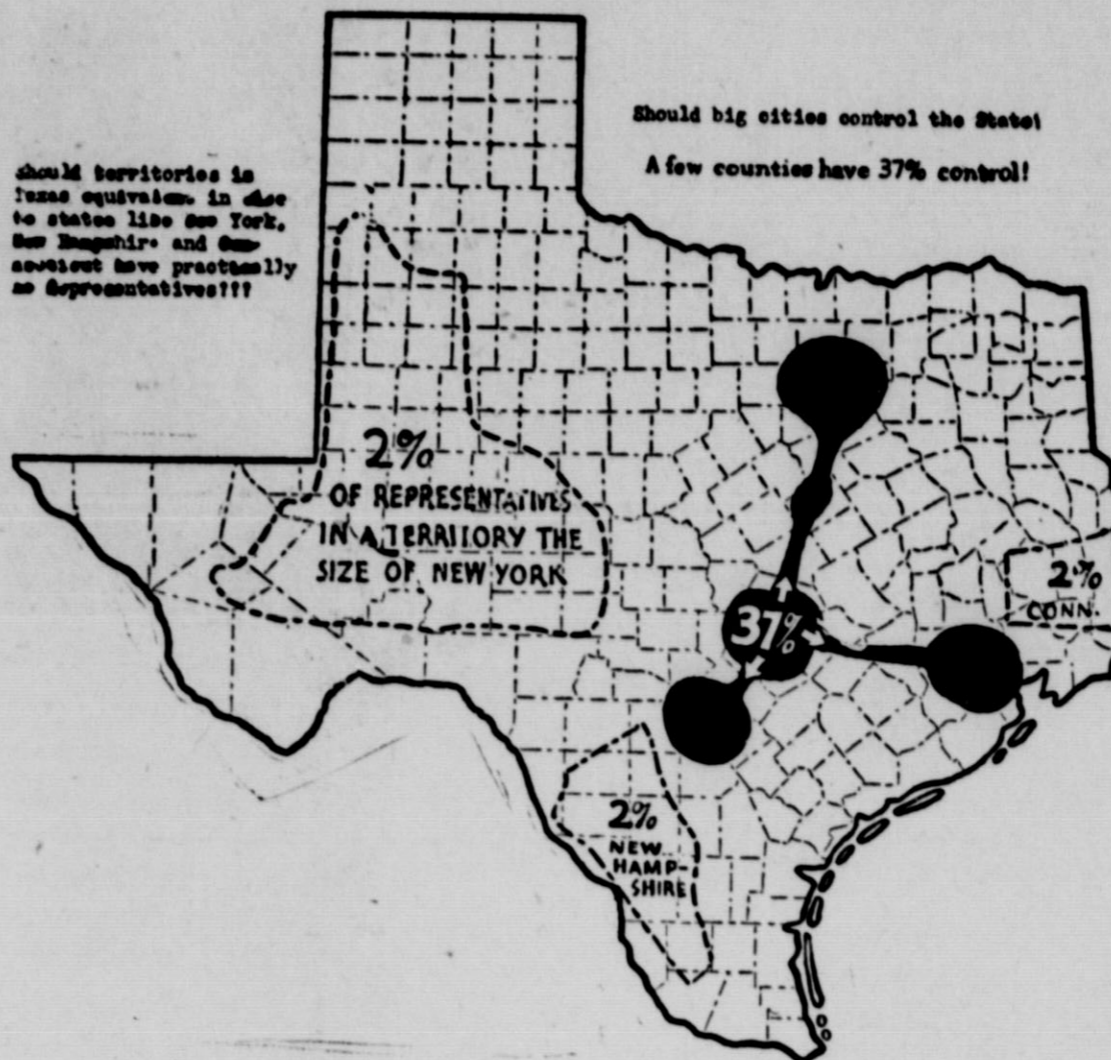 Should big cities control the State!
A few counties have 37% control!
Should territories in
Texas equivalent in size
to states like New York,
New Hampshire and Con-
necticut have practically
no Representatives!!!
2%
OF REPRESENTATIVES
IN A TERRITORY THE
SIZE OF NEW YORK
37%
2%
CONN.
2%
NEW
HAMP-
SHIRE